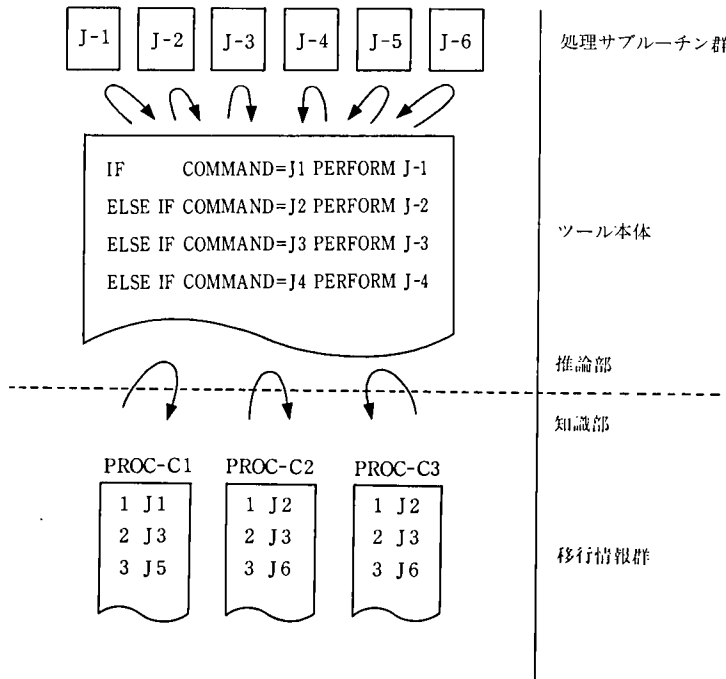 J-1 J-2 J-3 J-4 J-5 J-6
処理サブルーチン群
IF COMMAND=J1 PERFORM J-1
ELSE IF COMMAND=J2 PERFORM J-2
ELSE IF COMMAND=J3 PERFORM J-3
ELSE IF COMMAND=J4 PERFORM J-4
ツール本体
推論部
知識部
PROC-C1 PROC-C2 PROC-C3
1 J1 1 J2 1 J2
2 J3 2 J3 2 J3
3 J5 3 J6 3 J6
移行情報群